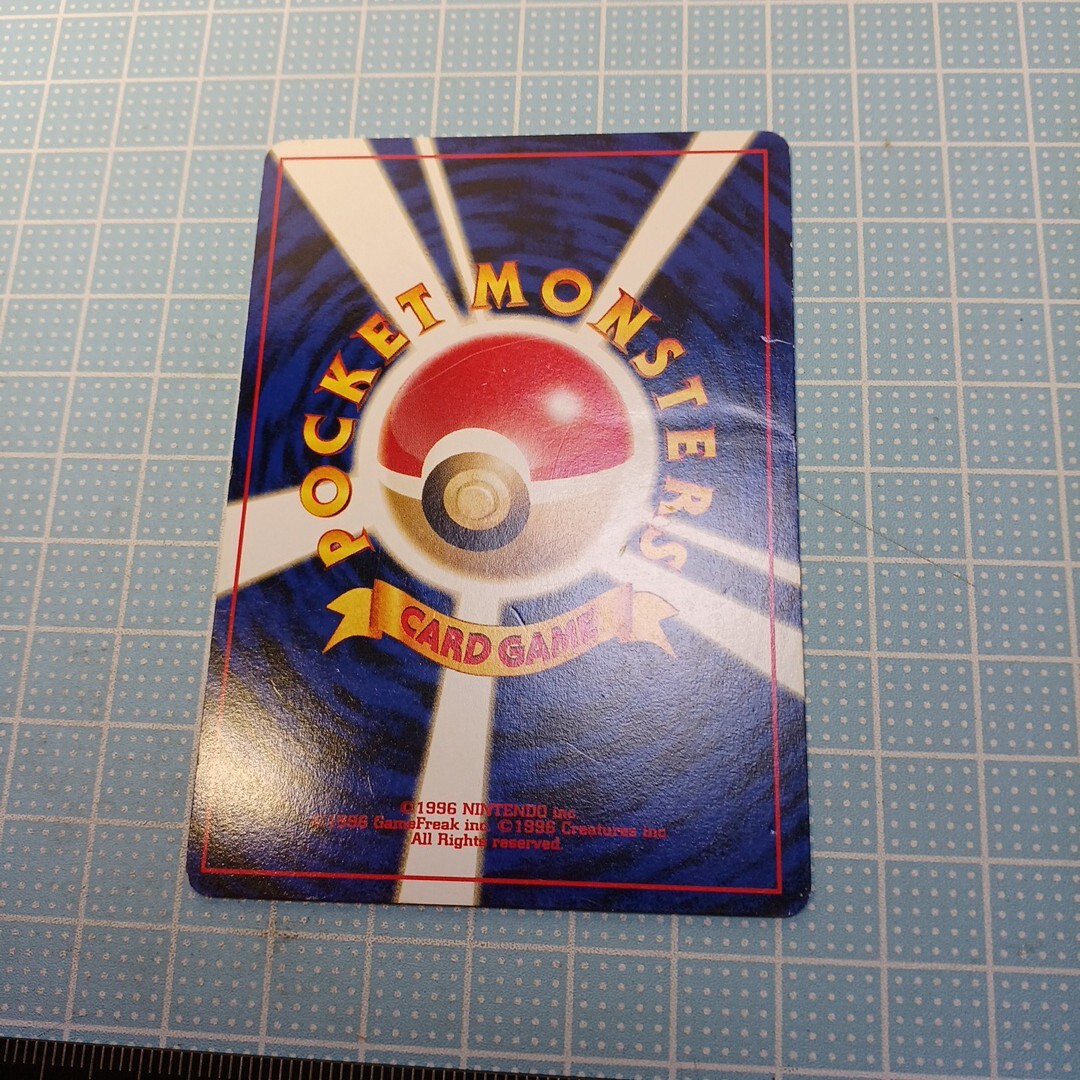 POCKET MONSTERS
CARD GAME
©1996 NINTENDO inc.
©1996 GameFreak inc. ©1996 Creatures inc.
All Rights reserved.